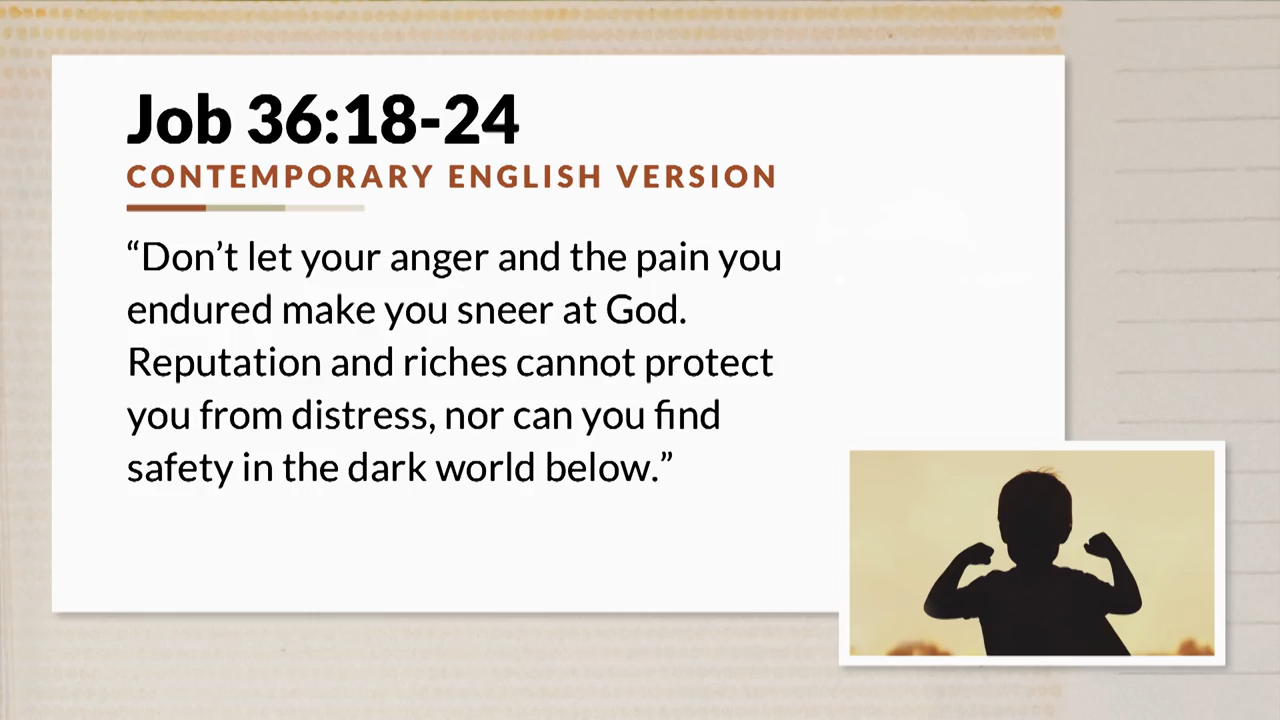 Job 36:18-24
CONTEMPORARY ENGLISH VERSION
“Don’t let your anger and the pain you
endured make you sneer at God.
Reputation and riches cannot protect
you from distress, nor can you find
safety in the dark world below.”